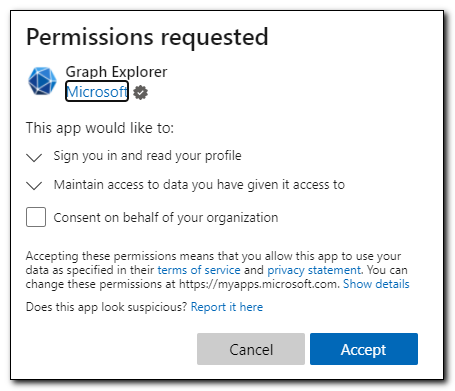 Permissions requested
Graph Explorer
Microsoft
This app would like to:
Sign you in and read your profile
Maintain access to data you have given it access to
Consent on behalf of your organization
Accepting these permissions means that you allow this app to use your
data as specified in their terms of service and privacy statement. You can
change these permissions at https://myapps.microsoft.com. Show details
Does this app look suspicious? Report it here
Cancel
Accept